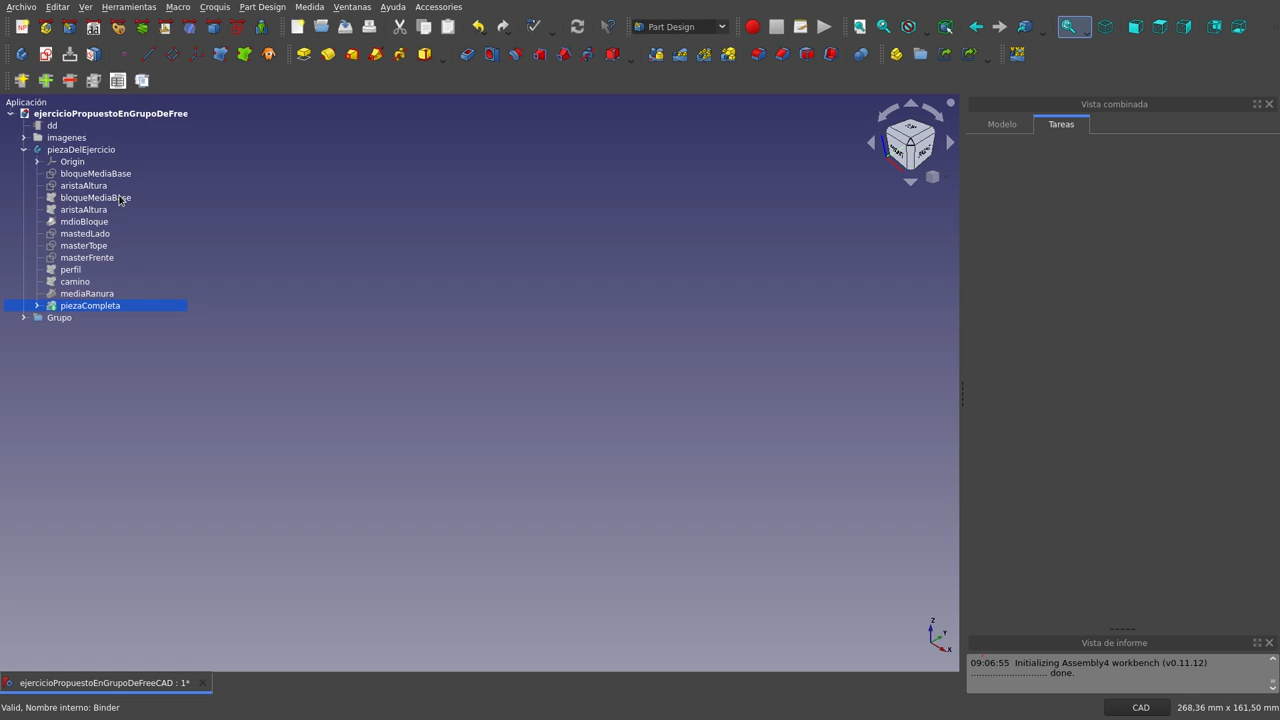 Archivo Editar Ver Herramientas Macro Croquis Part Design Medida Ventanas Ayuda Accessories
Part Design
Aplicación
ejercicioPropuestoEnGrupoDeFree
dd
imagenes
piezaDelEjercicio
Origin
bloqueMediaBase
aristaAltura
bloqueMediaBase
aristaAltura
mdioBloque
mastedLado
masterTope
masterFrente
perfil
camino
mediaRanura
piezaCompleta
Grupo
Z
Y
X
Vista combinada
Modelo Tareas
Vista de informe
09:06:55 Initializing Assembly4 workbench (v0.11.12)
............................ done.
ejercicioPropuestoEnGrupoDeFreeCAD : 1*
Valid, Nombre interno: Binder
CAD 268,36 mm x 161,50 mm